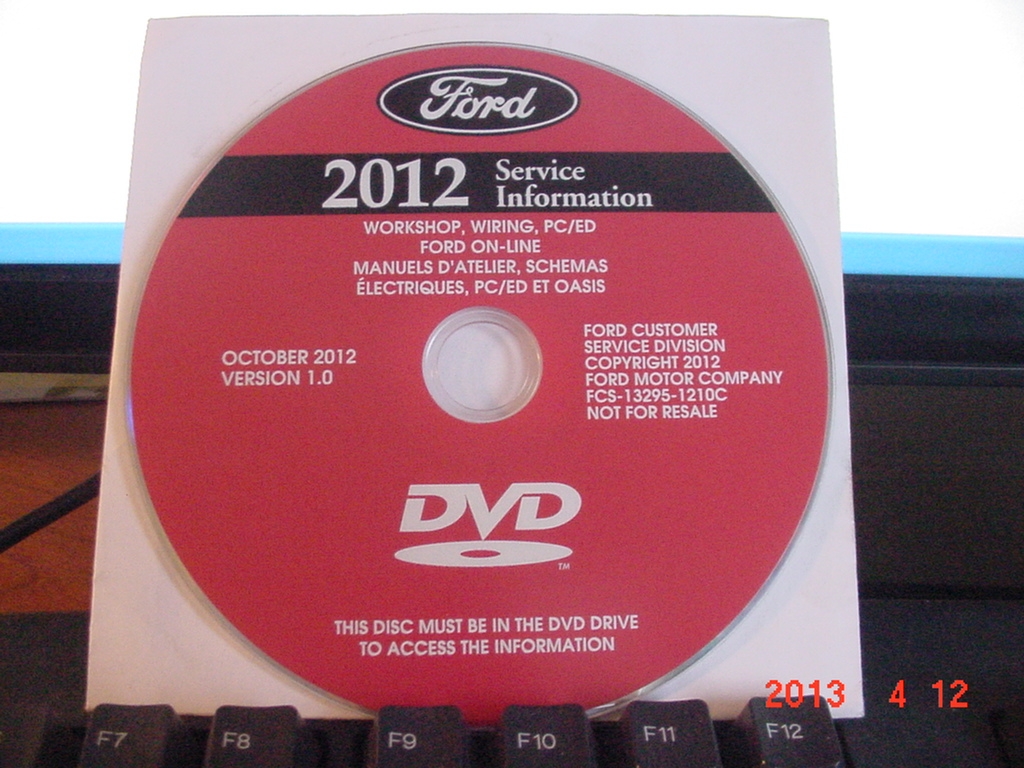 Ford
2012 Service
Information
WORKSHOP, WIRING, PC/ED
FORD ON-LINE
MANUELS D'ATELIER, SCHEMAS
ÉLECTRIQUES, PC/ED ET OASIS
OCTOBER 2012
VERSION 1.0
FORD CUSTOMER
SERVICE DIVISION
COPYRIGHT 2012
FORD MOTOR COMPANY
FCS-13295-1210C
NOT FOR RESALE
DVD
TM
THIS DISC MUST BE IN THE DVD DRIVE
TO ACCESS THE INFORMATION
2013 4 12
F7 F8 F9 F10 F11 F12